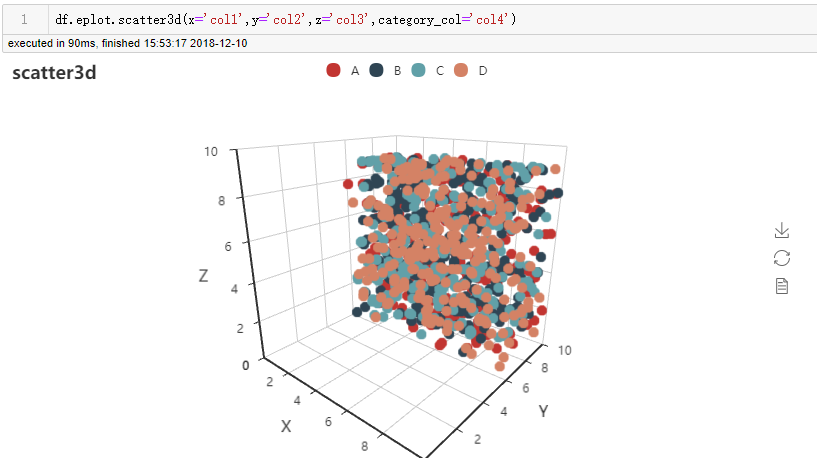 1 df.eplot.scatter3d(x='col1',y='col2',z='col3',category_col='col4')
executed in 90ms, finished 15:53:17 2018-12-10
scatter3d
A B C D
10
8
6
Z
4
2
0
2
4
X
6
8
2
4
Y
6
8
10